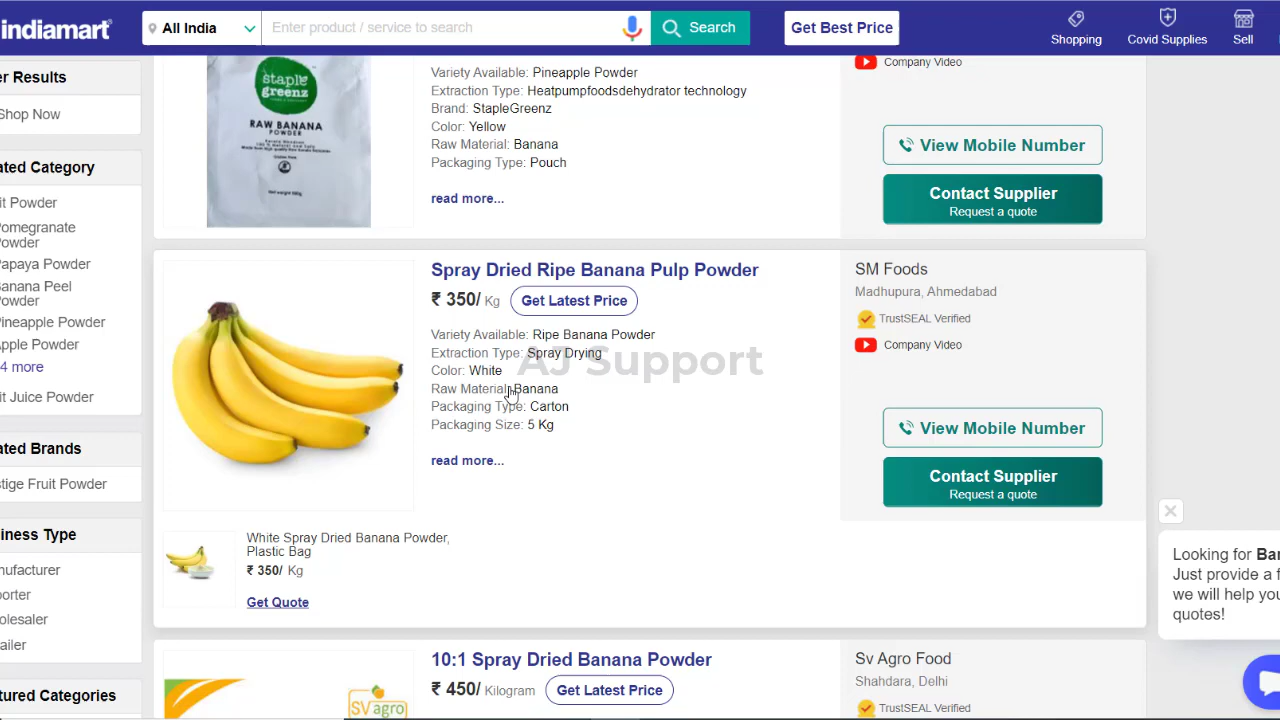 indiamart
All India
Enter product / service to search
Search
Get Best Price
Shopping
Covid Supplies
Sell
er Results
Shop Now
ated Category
it Powder
Pomegranate
owder
apaya Powder
anana Peel
owder
Pineapple Powder
pple Powder
4 more
it Juice Powder
ated Brands
stige Fruit Powder
iness Type
nufacturer
orter
olesaler
ailer
tured Categories
staple
greenz
RAW BANANA
POWDER
Variety Available: Pineapple Powder
Extraction Type: Heatpumpfoodsdehydrator technology
Brand: StapleGreenz
Color: Yellow
Raw Material: Banana
Packaging Type: Pouch
read more...
Company Video
View Mobile Number
Contact Supplier
Request a quote
Spray Dried Ripe Banana Pulp Powder
₹ 350/ Kg
Get Latest Price
Variety Available: Ripe Banana Powder
Extraction Type: Spray Drying
Color: White
Raw Material: Banana
Packaging Type: Carton
Packaging Size: 5 Kg
read more...
AJ Support
SM Foods
Madhupura, Ahmedabad
TrustSEAL Verified
Company Video
View Mobile Number
Contact Supplier
Request a quote
White Spray Dried Banana Powder,
Plastic Bag
₹ 350/ Kg
Get Quote
Looking for Bar
Just provide a f
we will help you
quotes!
SV agro
10:1 Spray Dried Banana Powder
₹ 450/ Kilogram
Get Latest Price
Sv Agro Food
Shahdara, Delhi
TrustSEAL Verified